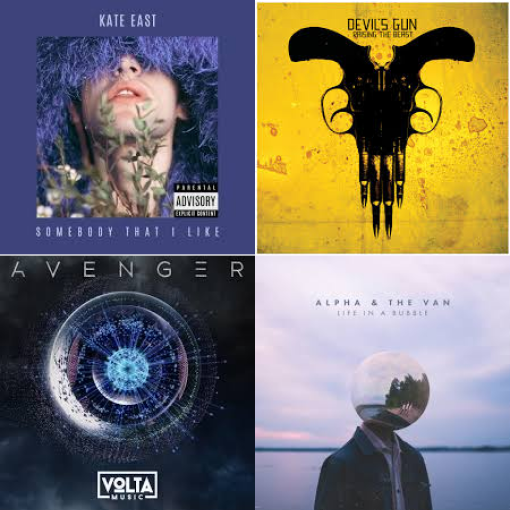 KATE EAST
PARENTAL
ADVISORY
EXPLICIT CONTENT
SOMEBODY THAT I LIKE
DEVIL'S GUN
RAISING THE BEAST
AVENGER
VOLTA
MUSIC
ALPHA & THE VAN
LIFE IN A BUBBLE